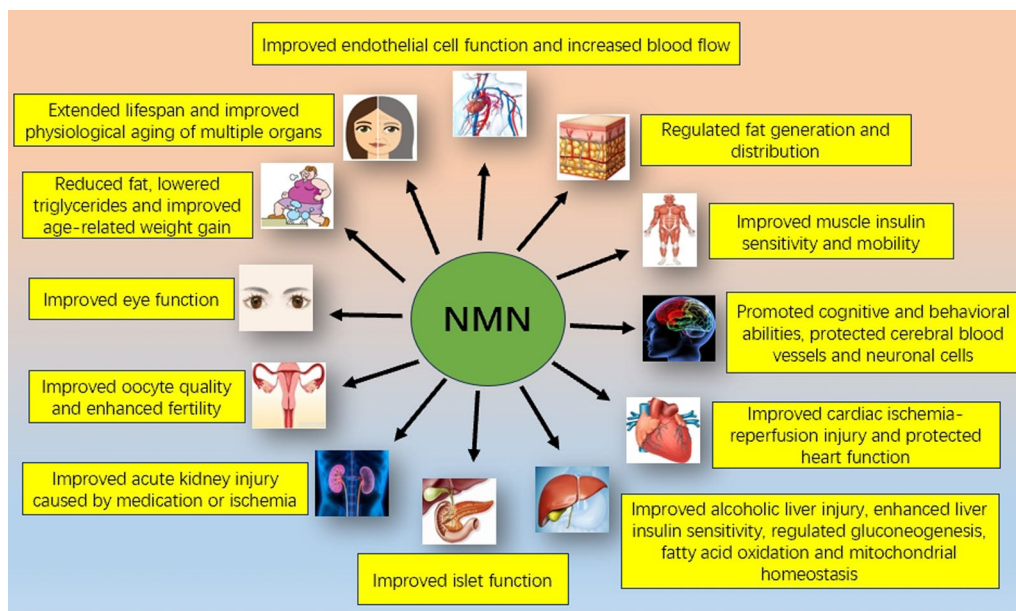 Improved endothelial cell function and increased blood flow
Extended lifespan and improved
physiological aging of multiple organs
Regulated fat generation and
distribution
Reduced fat, lowered
triglycerides and improved
age-related weight gain
Improved muscle insulin
sensitivity and mobility
Improved eye function
NMN
Promoted cognitive and behavioral
abilities, protected cerebral blood
vessels and neuronal cells
Improved oocyte quality
and enhanced fertility
Improved cardiac ischemia-
reperfusion injury and protected
heart function
Improved acute kidney injury
caused by medication or ischemia
Improved alcoholic liver injury, enhanced liver
insulin sensitivity, regulated gluconeogenesis,
fatty acid oxidation and mitochondrial
homeostasis
Improved islet function